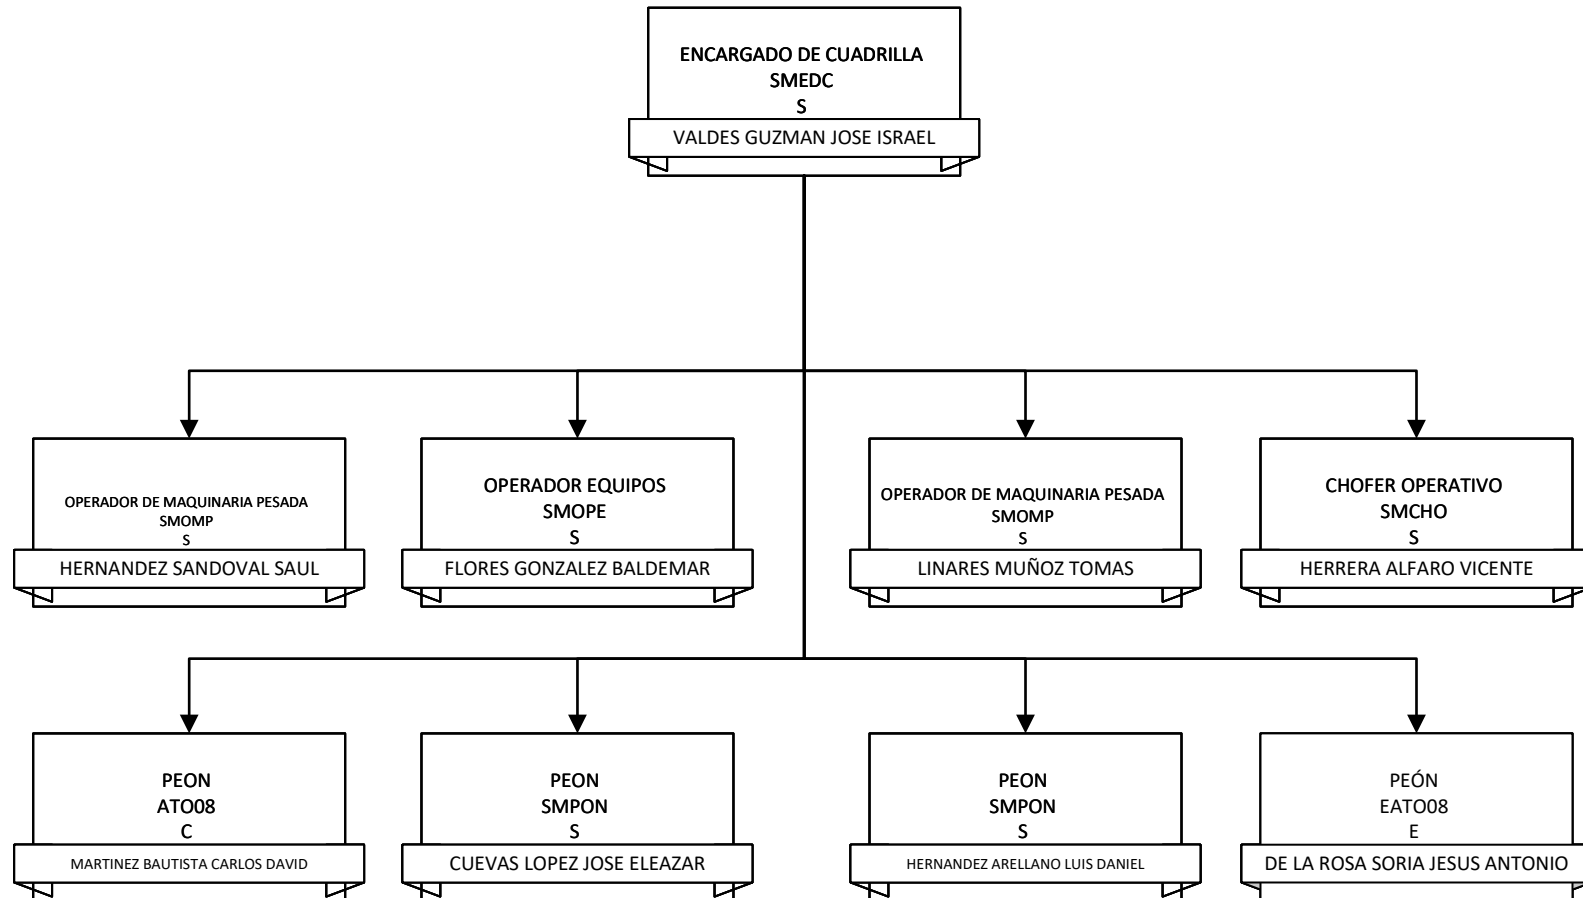 ENCARGADO DE CUADRILLA
SMEDC
S
VALDES GUZMAN JOSE ISRAEL
OPERADOR DE MAQUINARIA PESADA
SMOMP
S
HERNANDEZ SANDOVAL SAUL
OPERADOR EQUIPOS
SMOPE
S
FLORES GONZALEZ BALDEMAR
OPERADOR DE MAQUINARIA PESADA
SMOMP
S
LINARES MUÑOZ TOMAS
CHOFER OPERATIVO
SMCHO
S
HERRERA ALFARO VICENTE
PEON
ATO08
C
MARTINEZ BAUTISTA CARLOS DAVID
PEON
SMPON
S
CUEVAS LOPEZ JOSE ELEAZAR
PEON
SMPON
S
HERNANDEZ ARELLANO LUIS DANIEL
PEÓN
EATO08
E
DE LA ROSA SORIA JESUS ANTONIO